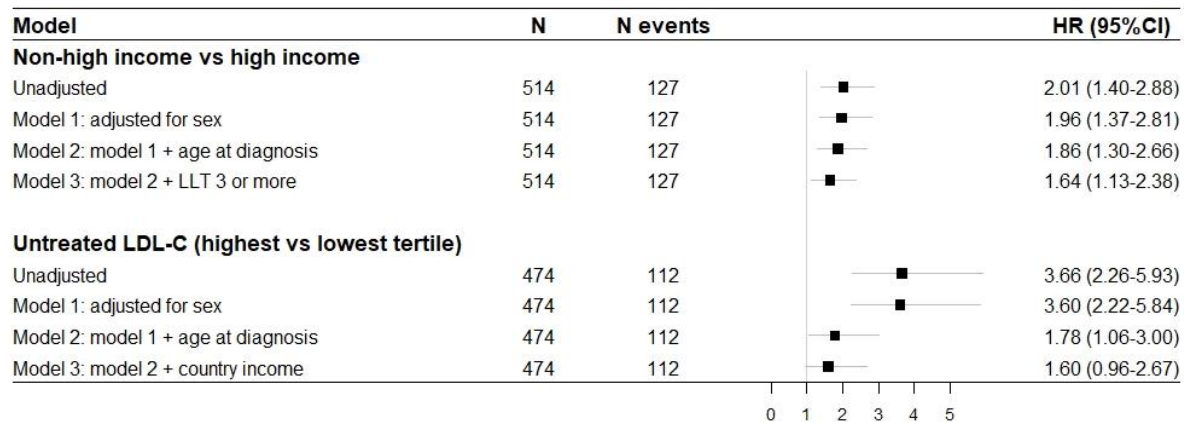 Model N N events HR (95%CI)
Non-high income vs high income
Unadjusted 514 127 2.01 (1.40-2.88)
Model 1: adjusted for sex 514 127 1.96 (1.37-2.81)
Model 2: model 1 + age at diagnosis 514 127 1.86 (1.30-2.66)
Model 3: model 2 + LLT 3 or more 514 127 1.64 (1.13-2.38)
Untreated LDL-C (highest vs lowest tertile)
Unadjusted 474 112 3.66 (2.26-5.93)
Model 1: adjusted for sex 474 112 3.60 (2.22-5.84)
Model 2: model 1 + age at diagnosis 474 112 1.78 (1.06-3.00)
Model 3: model 2 + country income 474 112 1.60 (0.96-2.67)
0 1 2 3 4 5